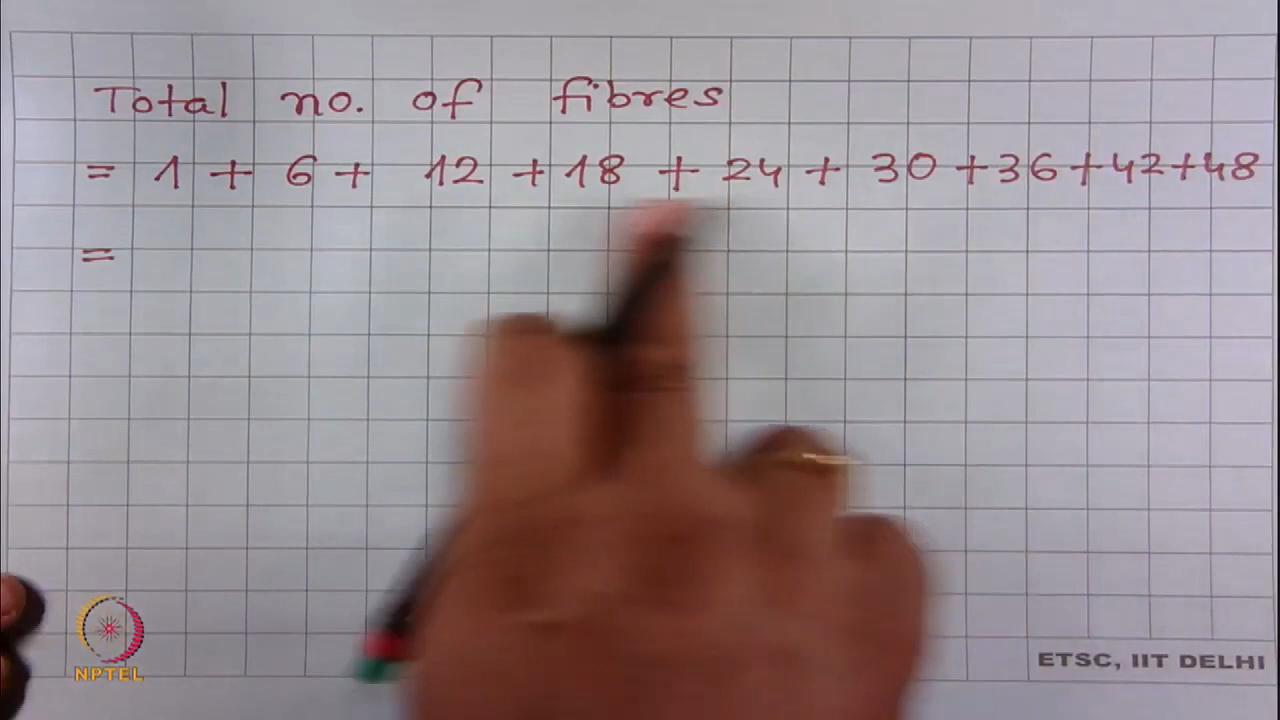 Total no. of fibres
= 1 + 6 + 12 + 18 + 24 + 30 + 36 + 42 + 48
=
NPTEL
ETSC, IIT DELHI